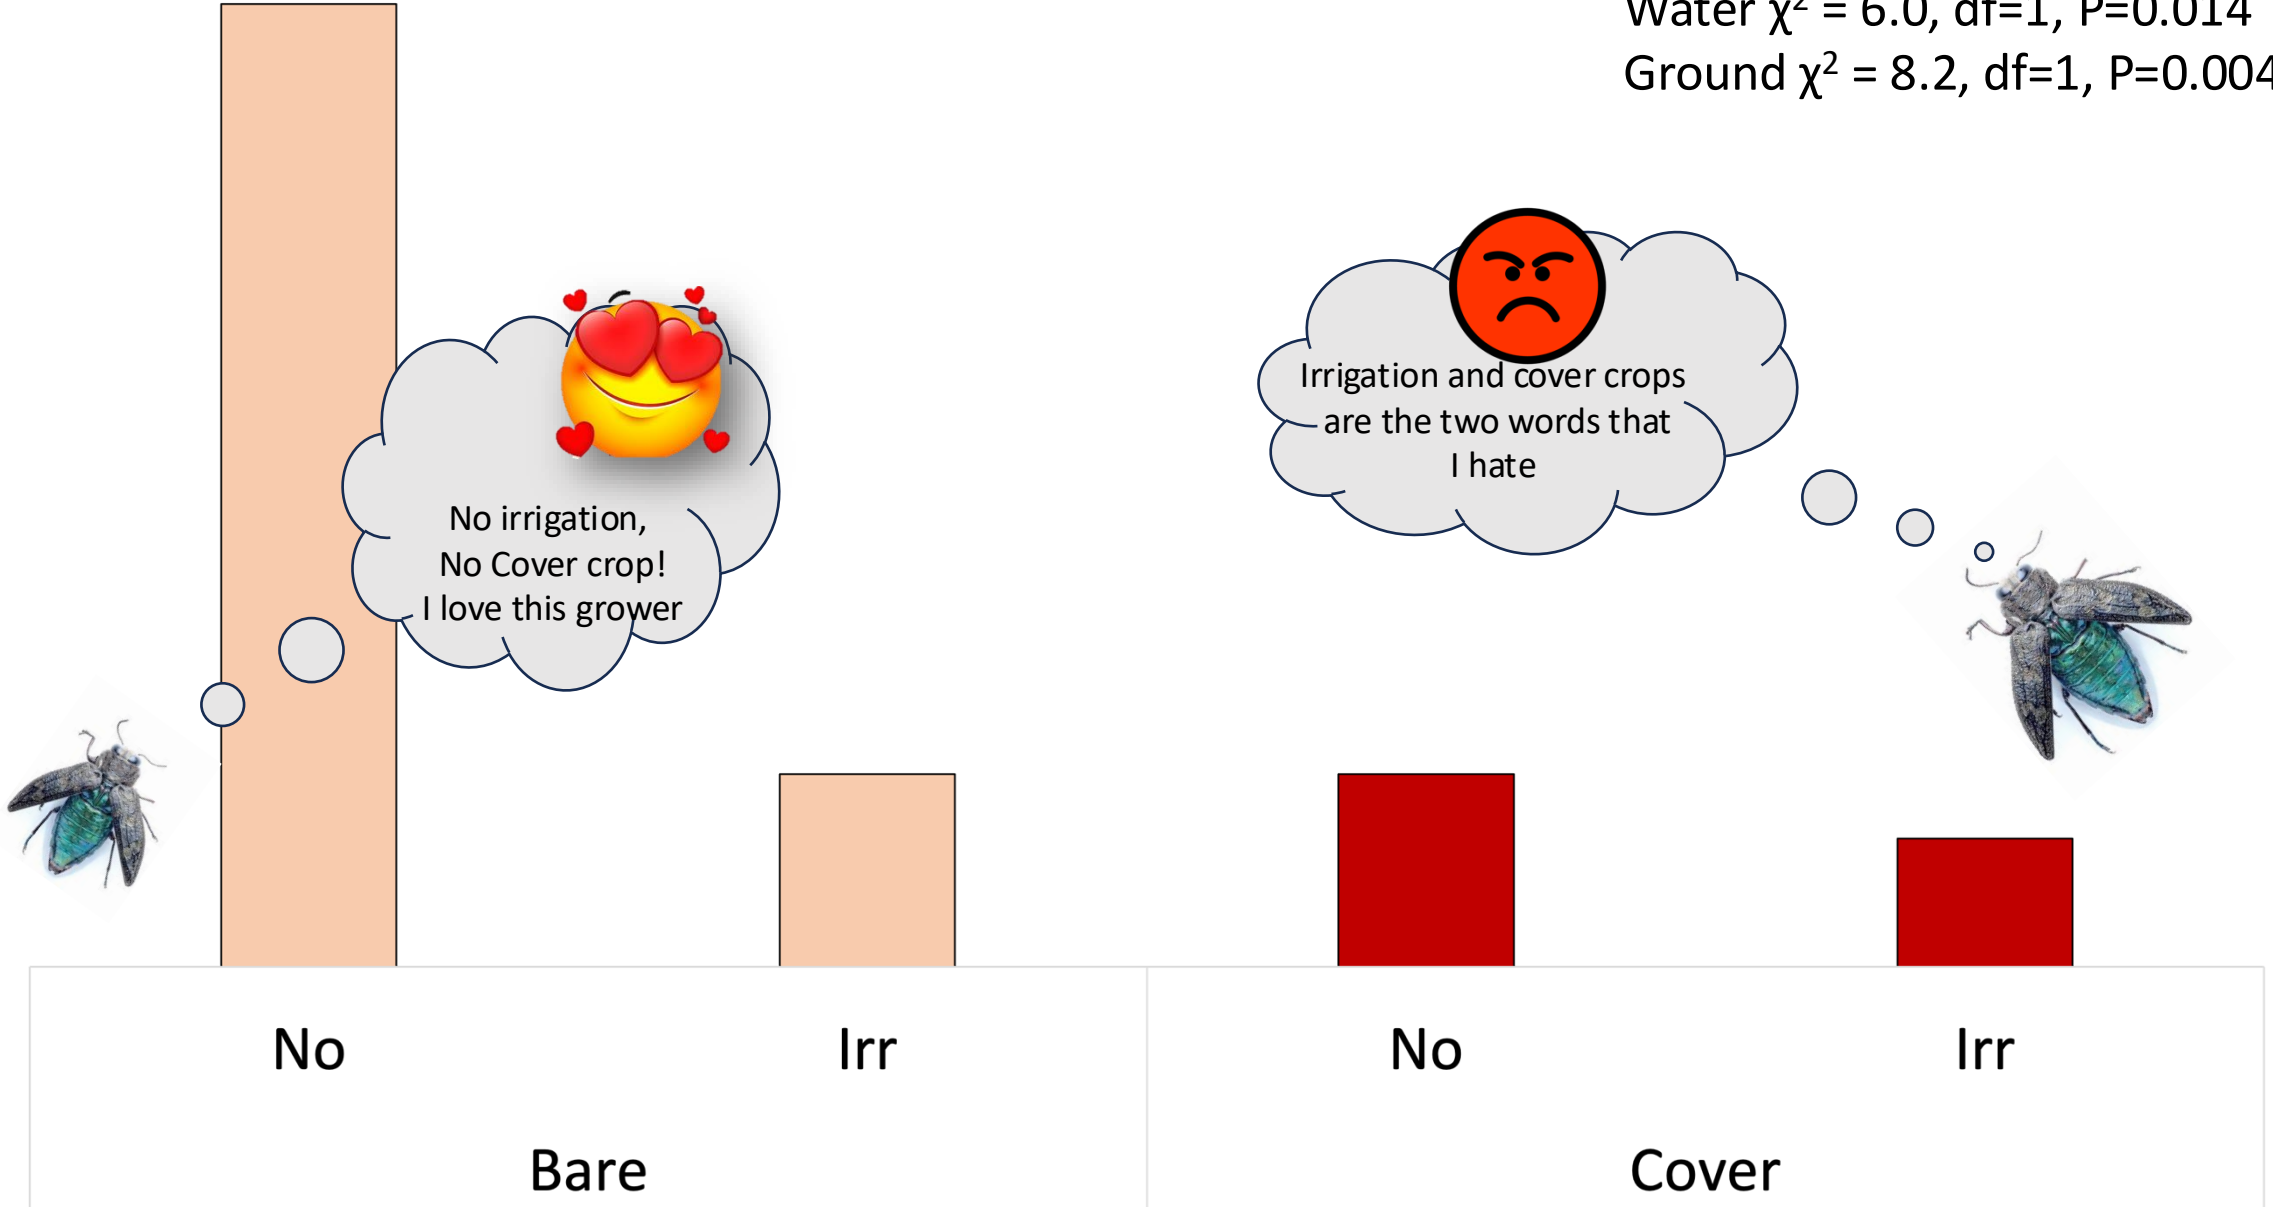 Water χ² = 6.0, df=1, P=0.014
Ground χ² = 8.2, df=1, P=0.004
Irrigation and cover crops
are the two words that
I hate
No irrigation,
No Cover crop!
I love this grower
No Irr No Irr
Bare Cover